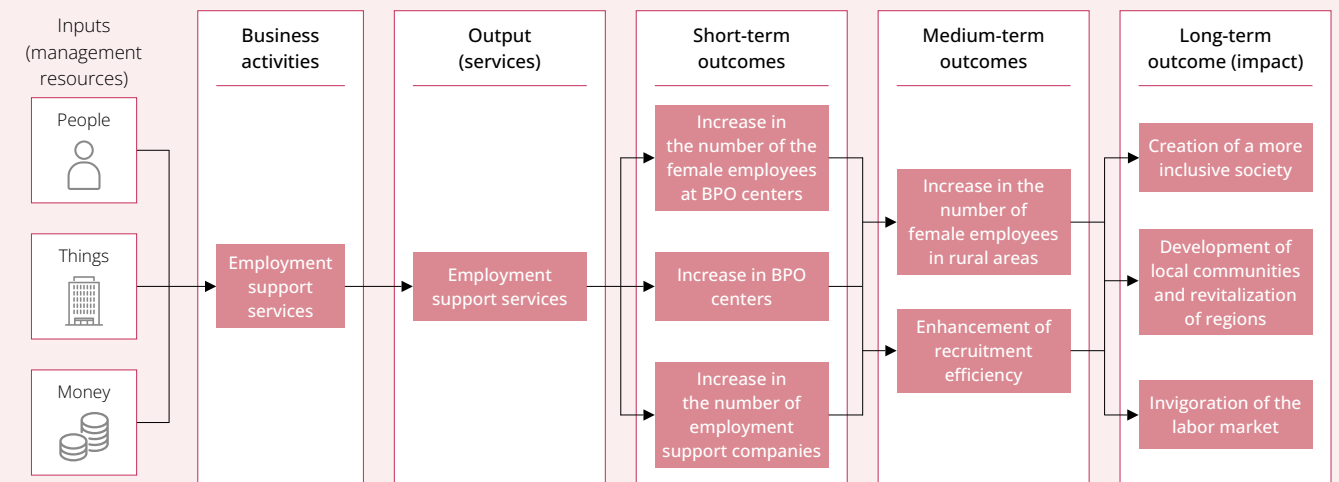 Inputs
(management
resources)
People
Things
Money
Business
activities
Employment
support
services
Output
(services)
Employment
support services
Short-term
outcomes
Increase in
the number of the
female employees
at BPO centers
Increase in BPO
centers
Increase in
the number of
employment
support companies
Medium-term
outcomes
Increase in the
number of
female employees
in rural areas
Enhancement of
recruitment
efficiency
Long-term
outcome (impact)
Creation of a more
inclusive society
Development of
local communities
and revitalization
of regions
Invigoration of the
labor market